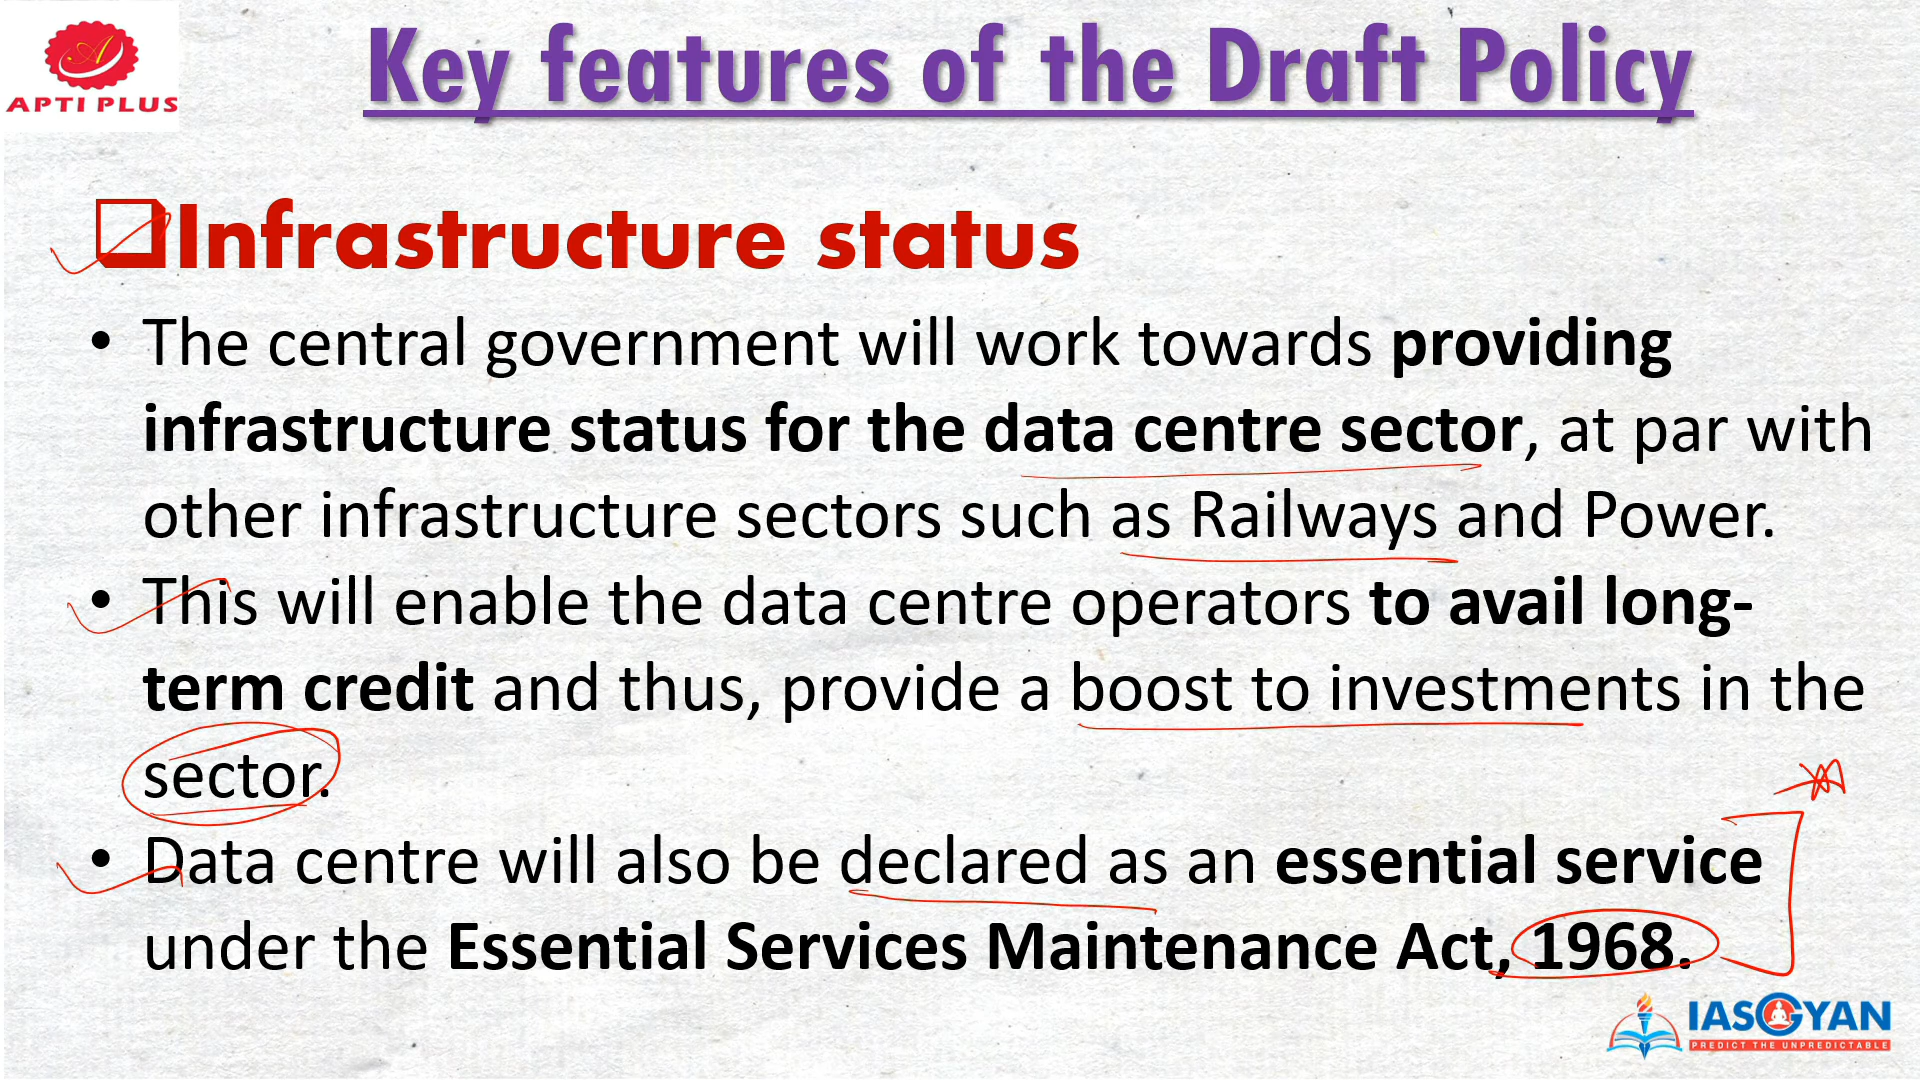 APTI PLUS
Key features of the Draft Policy
Infrastructure status
• The central government will work towards providing
infrastructure status for the data centre sector, at par with
other infrastructure sectors such as Railways and Power.
• This will enable the data centre operators to avail long-
term credit and thus, provide a boost to investments in the
sector.
• Data centre will also be declared as an essential service
under the Essential Services Maintenance Act, 1968.
IASGYAN
PREDICT THE UNPREDICTABLE